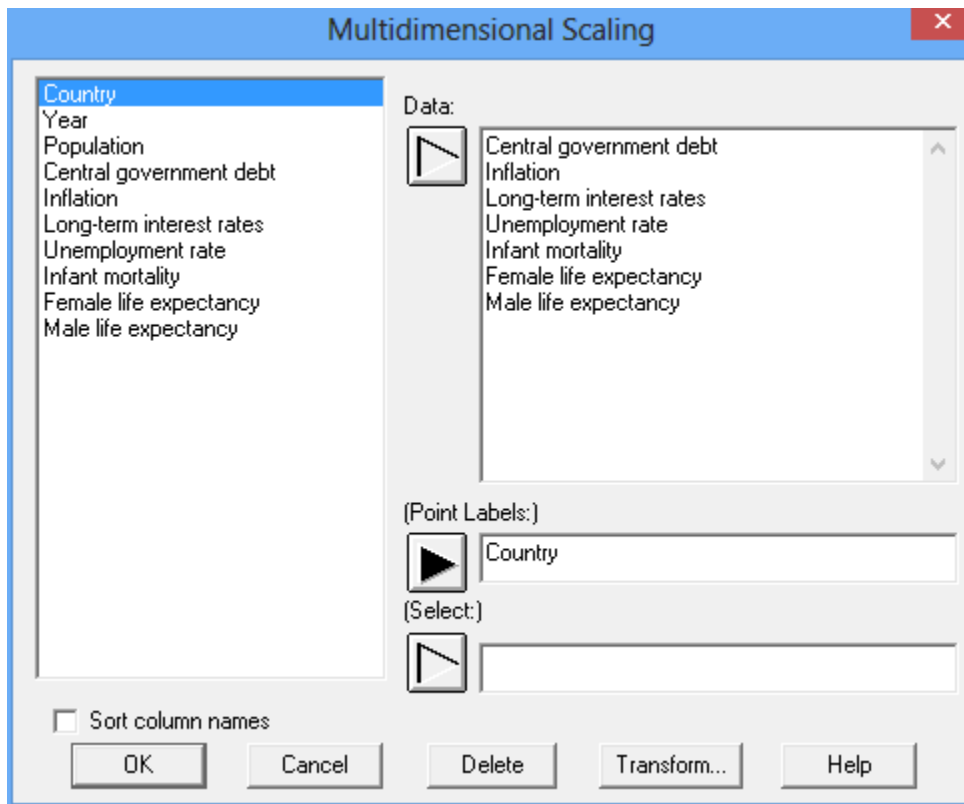 Multidimensional Scaling
Country
Year
Population
Central government debt
Inflation
Long-term interest rates
Unemployment rate
Infant mortality
Female life expectancy
Male life expectancy
Data:
Central government debt
Inflation
Long-term interest rates
Unemployment rate
Infant mortality
Female life expectancy
Male life expectancy
(Point Labels:)
Country
(Select:)
Sort column names
OK Cancel Delete Transform... Help